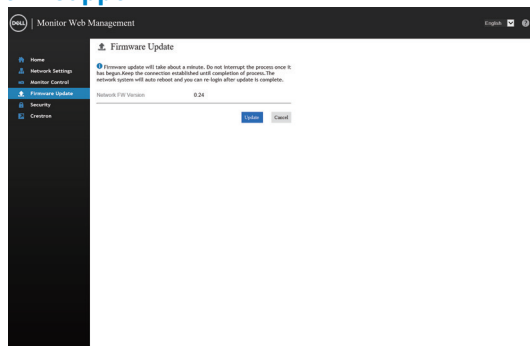 DELL
Monitor Web Management
English
Firmware Update
Home
Network Settings
Monitor Control
Firmware Update
Security
Crestron
Firmware update will take about a minute. Do not interrupt the process once it
has begun.Keep the connection established until completion of process.The
network system will auto reboot and you can re-login after update is complete.
Network FW Version 0.24
Update Cancel